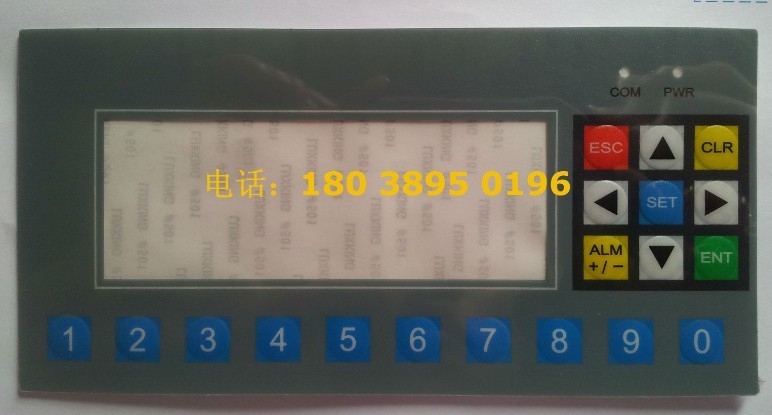 COM PWR
ESC CLR
电话：180 3895 0196
SET
ALM
+/- ENT
1 2 3 4 5 6 7 8 9 0